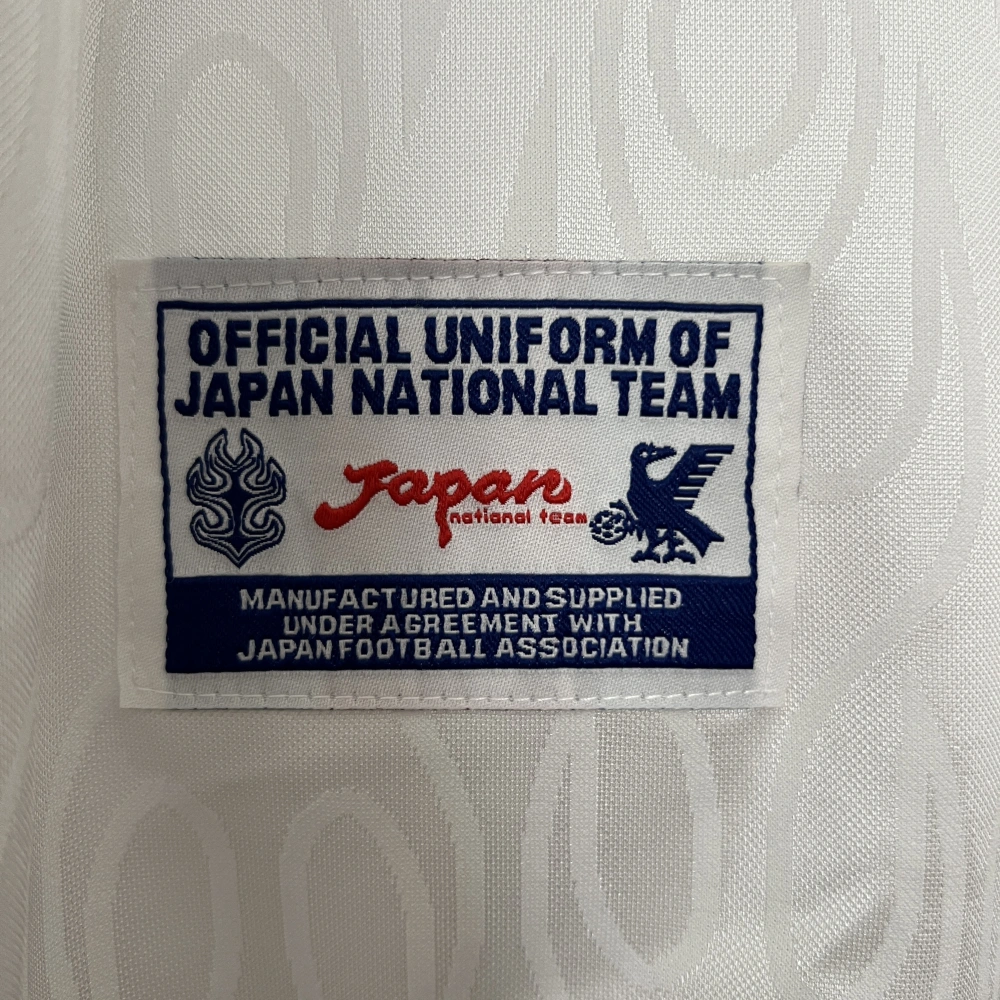 OFFICIAL UNIFORM OF
JAPAN NATIONAL TEAM
Japan
national team
MANUFACTURED AND SUPPLIED
UNDER AGREEMENT WITH
JAPAN FOOTBALL ASSOCIATION